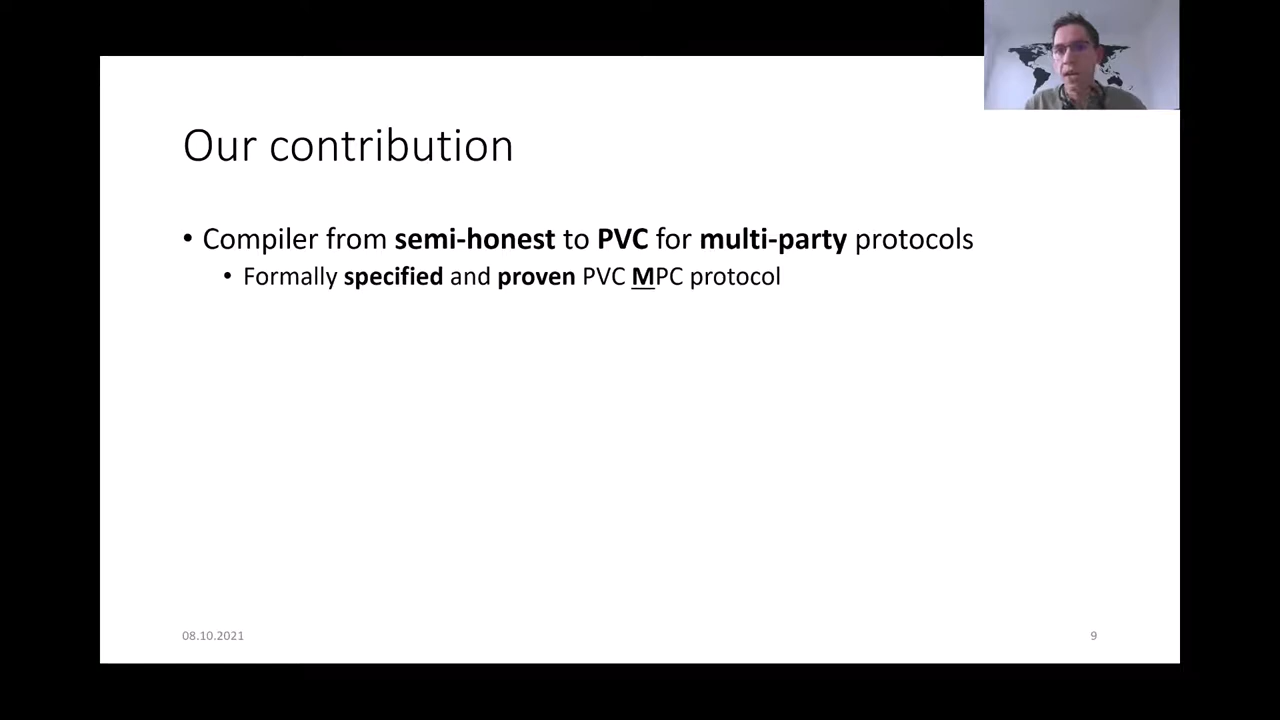 Our contribution
• Compiler from semi-honest to PVC for multi-party protocols
• Formally specified and proven PVC MPC protocol
08.10.2021
9